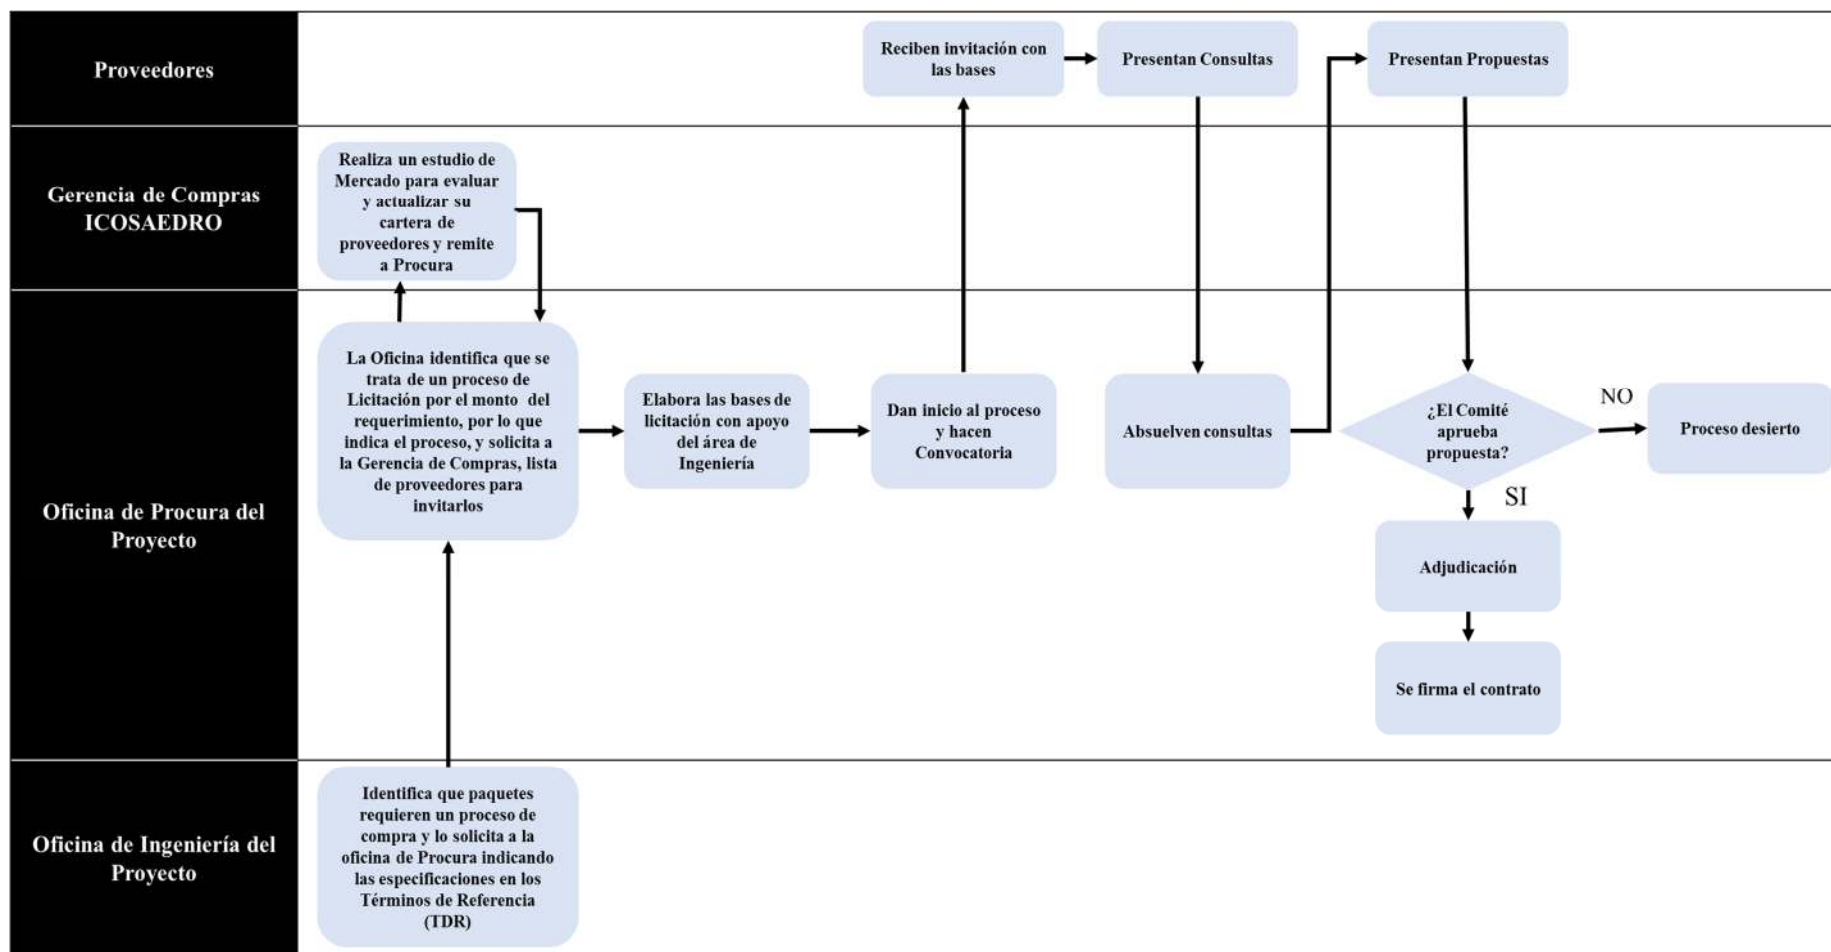 Proveedores
Reciben invitación con
las bases
Presentan Consultas
Presentan Propuestas
Gerencia de Compras
ICOSAEDRO
Realiza un estudio de
Mercado para evaluar
y actualizar su
cartera de
proveedores y remite
a Procura
Oficina de Procura del
Proyecto
La Oficina identifica que se
trata de un proceso de
Licitación por el monto del
requerimiento, por lo que
indica el proceso, y solicita a
la Gerencia de Compras, lista
de proveedores para
invitarlos
Elabora las bases de
licitación con apoyo
del área de
Ingeniería
Dan inicio al proceso
y hacen
Convocatoria
Absuelven consultas
¿El Comité
aprueba
propuesta?
NO
Proceso desierto
SI
Adjudicación
Se firma el contrato
Oficina de Ingeniería del
Proyecto
Identifica que paquetes
requieren un proceso de
compra y lo solicita a la
oficina de Procura indicando
las especificaciones en los
Términos de Referencia
(TDR)